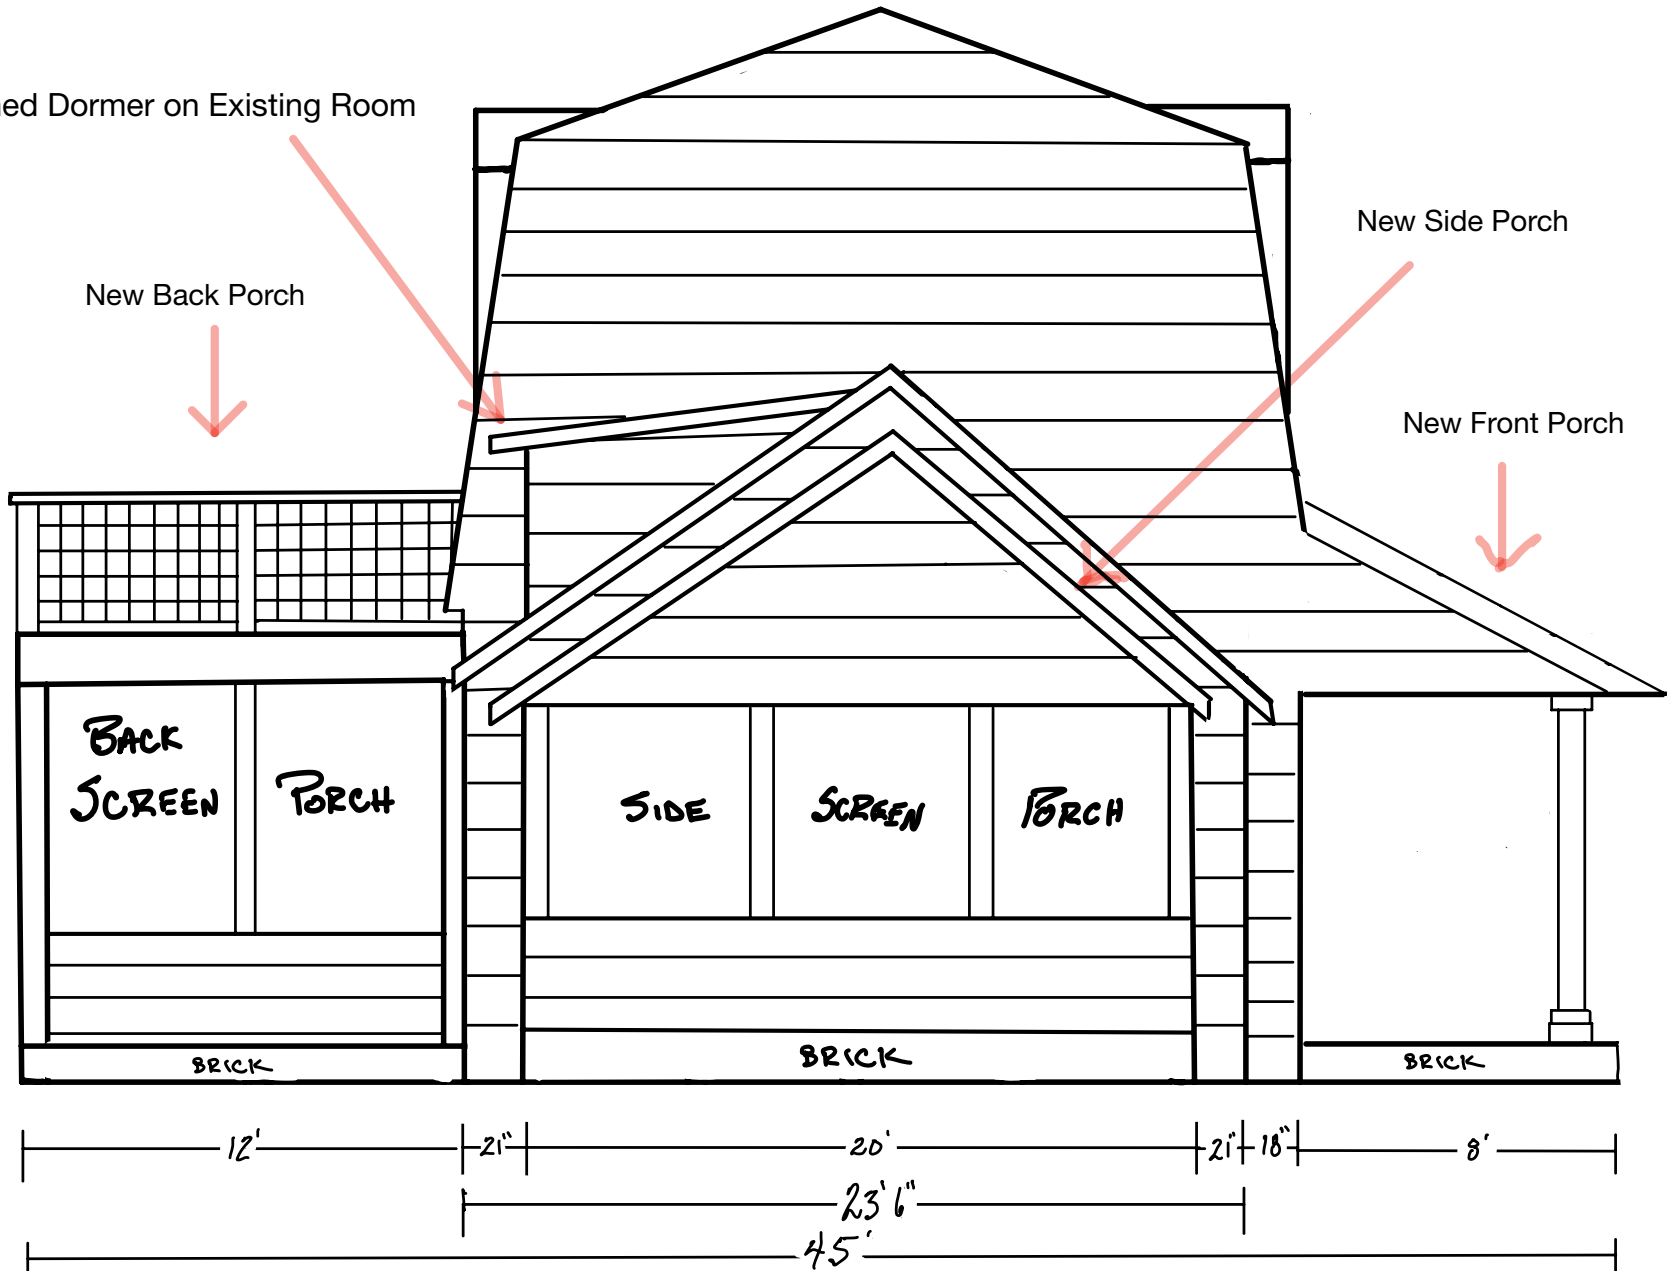 ed Dormer on Existing Room
New Side Porch
New Back Porch
New Front Porch
BACK
SCREEN PORCH
SIDE SCREEN PORCH
BRICK
BRICK
BRICK
12' 21" 20' 21" 18" 8'
23' 6"
45'